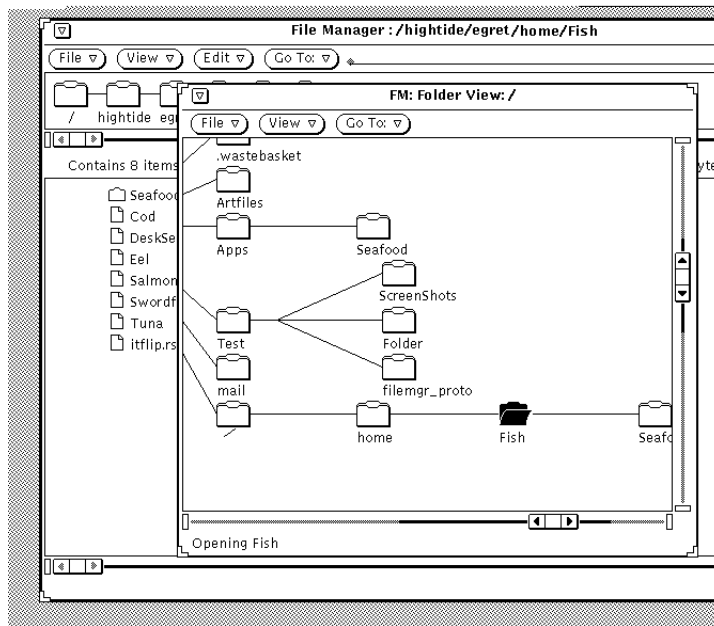 File Manager : /hightide/egret/home/Fish
File View Edit Go To:
/ hightide
Contains 8 items
Seafood
Cod
Eel
Salmon
Tuna
FM: Folder View: /
File View Go To:
.wastebasket
Artfiles
Apps Seafood
ScreenShots
Test Folder
mail filemgr_proto
/ home Fish
Opening Fish